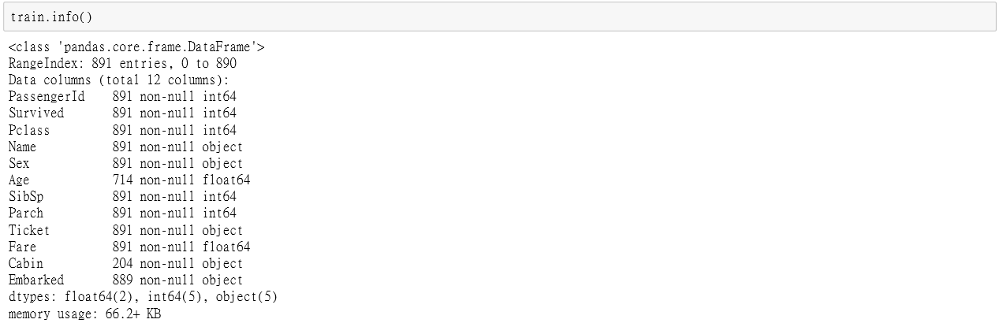 train.info()
<class 'pandas.core.frame.DataFrame'>
RangeIndex: 891 entries, 0 to 890
Data columns (total 12 columns):
PassengerId    891 non-null int64
Survived       891 non-null int64
Pclass         891 non-null int64
Name           891 non-null object
Sex            891 non-null object
Age            714 non-null float64
SibSp          891 non-null int64
Parch          891 non-null int64
Ticket         891 non-null object
Fare           891 non-null float64
Cabin          204 non-null object
Embarked       889 non-null object
dtypes: float64(2), int64(5), object(5)
memory usage: 66.2+ KB